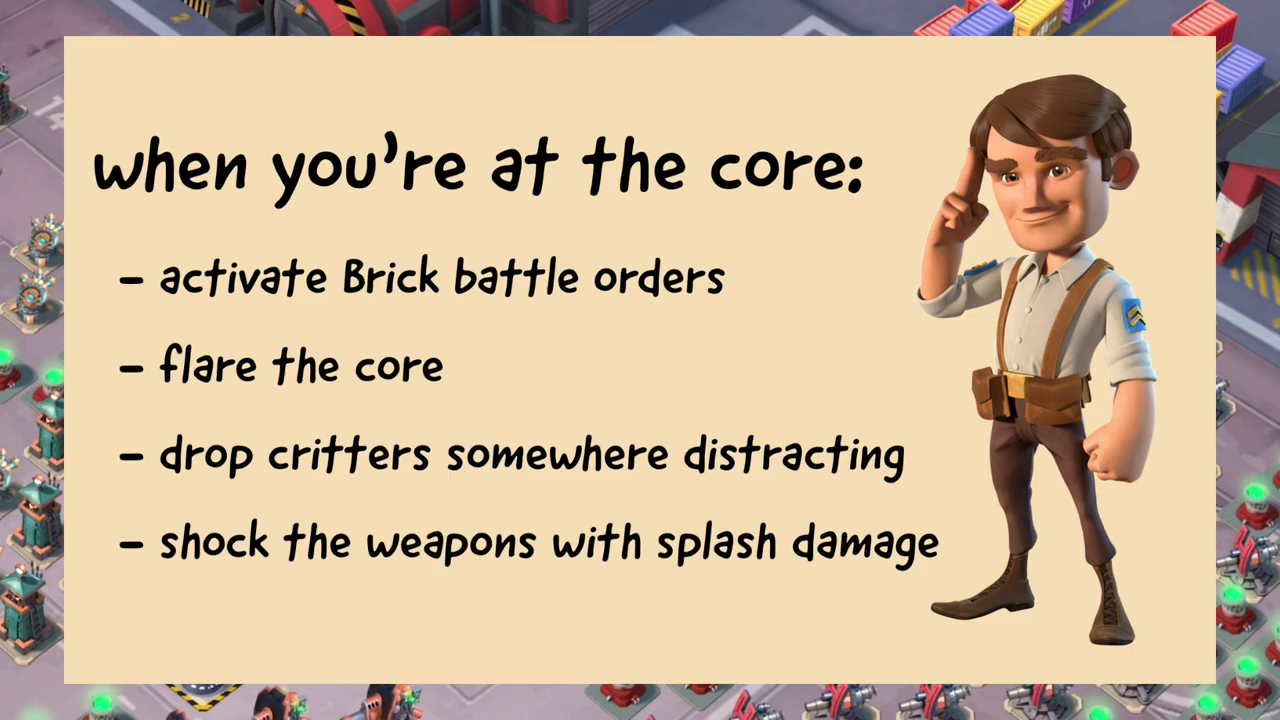 when you're at the core:
- activate Brick battle orders
- flare the core
- drop critters somewhere distracting
- shock the weapons with splash damage